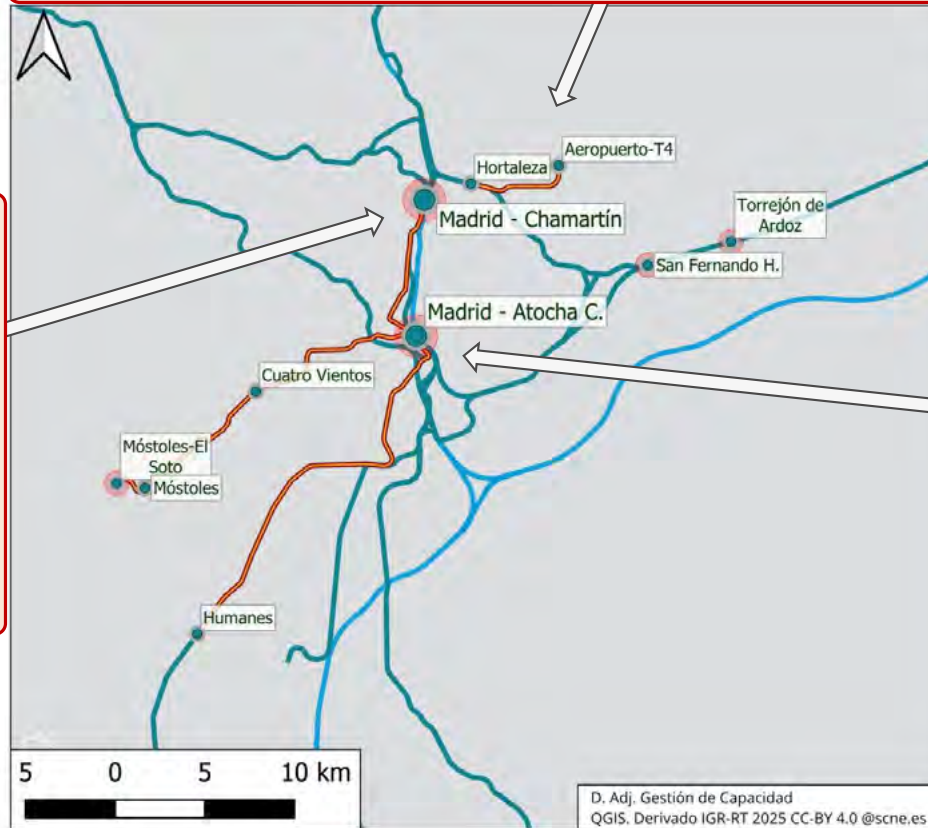 Aeropuerto-T4
Hortaleza
Torrejón de
Ardoz
Madrid - Chamartín
San Fernando H.
Madrid - Atocha C.
Cuatro Vientos
Móstoles-El
Soto
Móstoles
Humanes
5 0 5 10 km
D. Adj. Gestión de Capacidad
QGIS. Derivado IGR-RT 2025 CC-BY 4.0 @scne.es